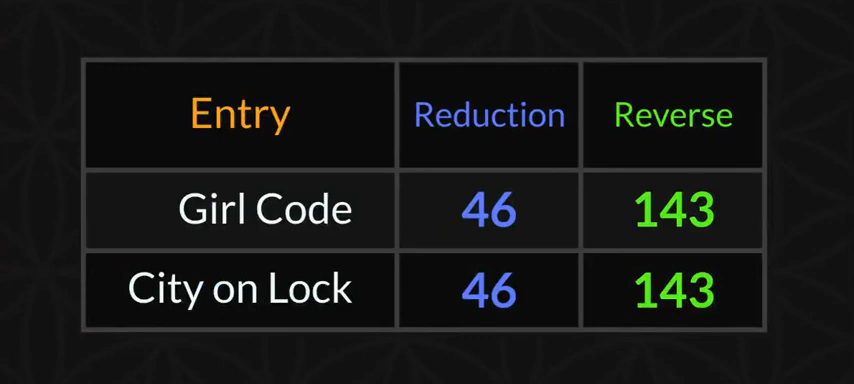 Entry Reduction Reverse
Girl Code 46 143
City on Lock 46 143